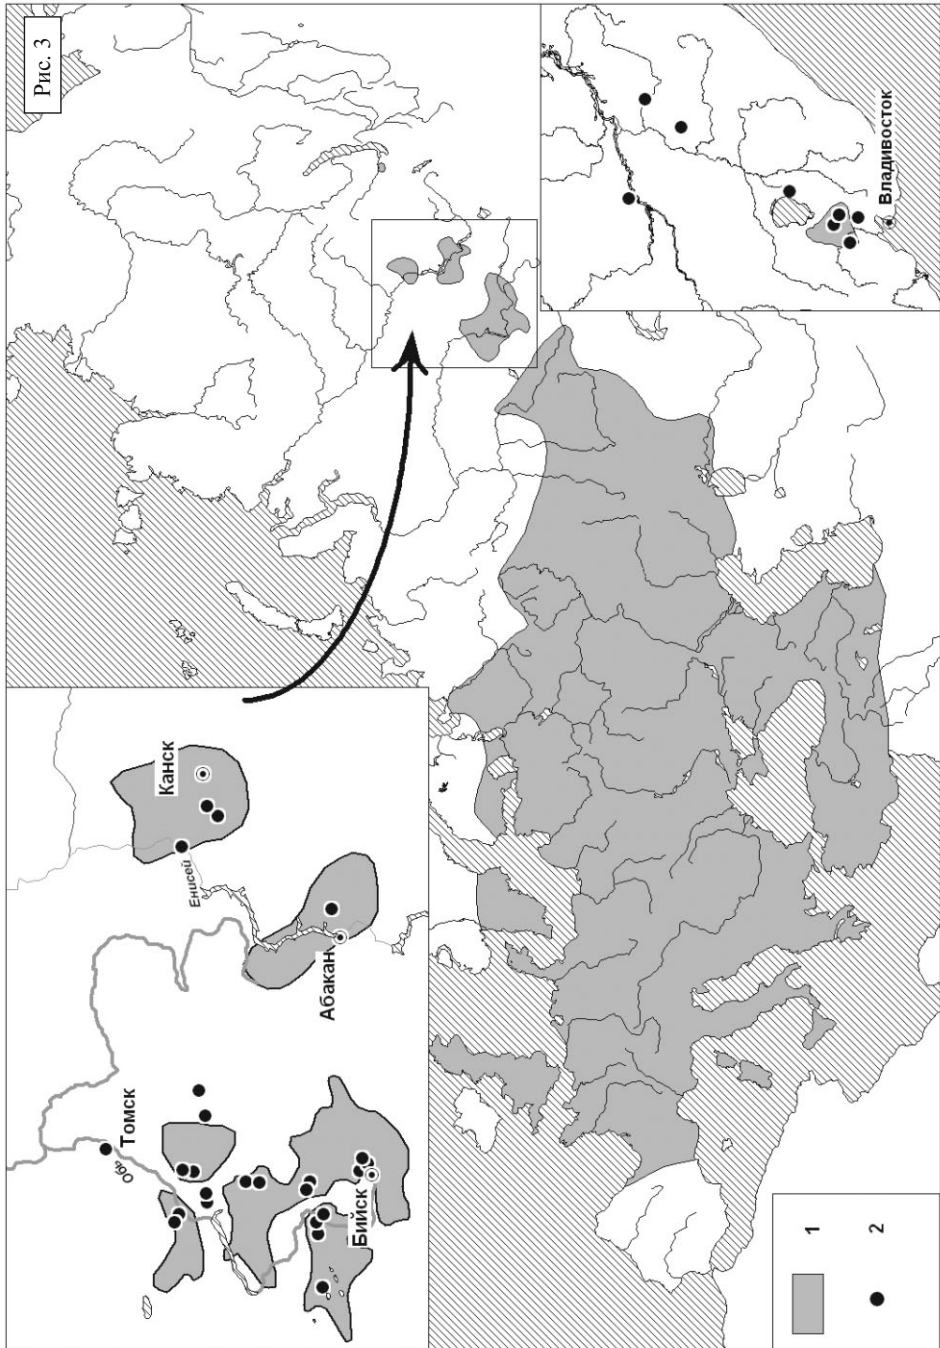 Рис. 3
Томск
Обь
Бийск
Абакан
Енисей
Канск
Владивосток
1
2